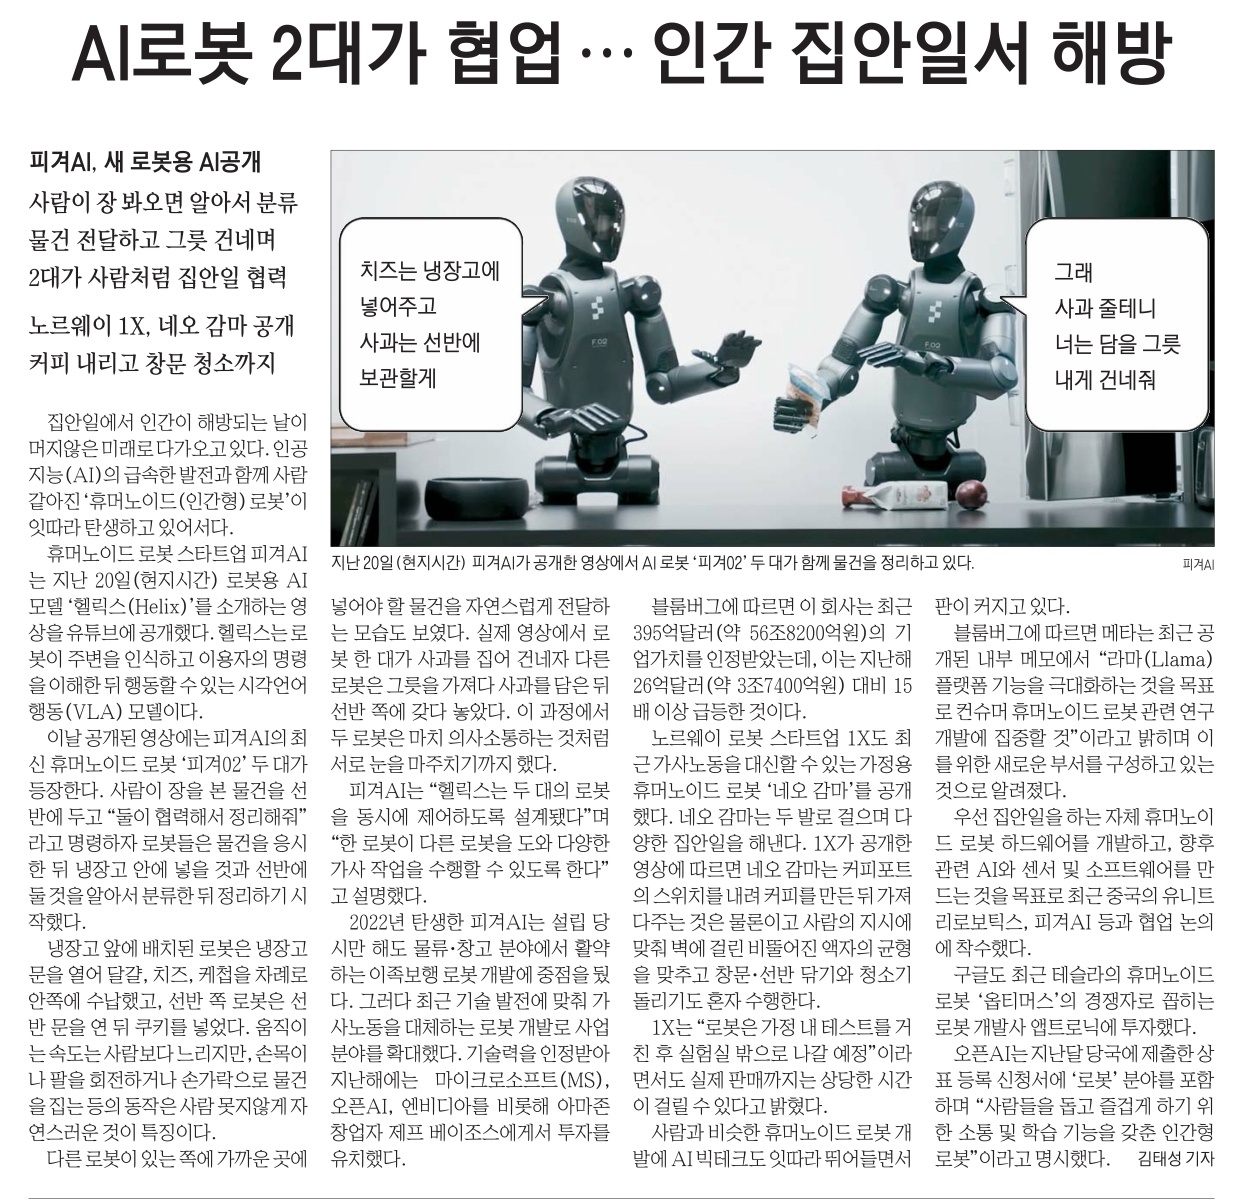 AI로봇 2대가 협업 … 인간 집안일서 해방
피겨AI, 새 로봇용 AI공개
사람이 장 봐오면 알아서 분류
물건 전달하고 그릇 건네며
2대가 사람처럼 집안일 협력
노르웨이 1X, 네오 감마 공개
커피 내리고 창문 청소까지
치즈는 냉장고에
넣어주고
사과는 선반에
보관할게
그래
사과 줄테니
너는 담을 그릇
내게 건네줘
F.02
F.02
지난 20일(현지시간) 피겨AI가 공개한 영상에서 AI 로봇 ‘피겨02’ 두 대가 함께 물건을 정리하고 있다.
피겨AI
집안일에서 인간이 해방되는 날이
머지않은 미래로 다가오고 있다. 인공
지능(AI)의 급속한 발전과 함께 사람
같아진 ‘휴머노이드(인간형) 로봇’이
잇따라 탄생하고 있어서다.
휴머노이드 로봇 스타트업 피겨AI
는 지난 20일(현지시간) 로봇용 AI
모델 ‘헬릭스(Helix)’를 소개하는 영
상을 유튜브에 공개했다. 헬릭스는 로
봇이 주변을 인식하고 이용자의 명령
을 이해한 뒤 행동할 수 있는 시각언어
행동(VLA) 모델이다.
이날 공개된 영상에는 피겨AI의 최
신 휴머노이드 로봇 ‘피겨02’ 두 대가
등장한다. 사람이 장을 본 물건을 선
반에 두고 “둘이 협력해서 정리해줘”
라고 명령하자 로봇들은 물건을 응시
한 뒤 냉장고 안에 넣을 것과 선반에
둘 것을 알아서 분류한 뒤 정리하기 시
작했다.
냉장고 앞에 배치된 로봇은 냉장고
문을 열어 달걀, 치즈, 케첩을 차례로
안쪽에 수납했고, 선반 쪽 로봇은 선
반 문을 연 뒤 쿠키를 넣었다. 움직이
는 속도는 사람보다 느리지만, 손목이
나 팔을 회전하거나 손가락으로 물건
을 집는 등의 동작은 사람 못지않게 자
연스러운 것이 특징이다.
다른 로봇이 있는 쪽에 가까운 곳에
넣어야 할 물건을 자연스럽게 전달하
는 모습도 보였다. 실제 영상에서 로
봇 한 대가 사과를 집어 건네자 다른
로봇은 그릇을 가져다 사과를 담은 뒤
선반 쪽에 갖다 놓았다. 이 과정에서
두 로봇은 마치 의사소통하는 것처럼
서로 눈을 마주치기까지 했다.
피겨AI는 “헬릭스는 두 대의 로봇
을 동시에 제어하도록 설계됐다”며
“한 로봇이 다른 로봇을 도와 다양한
가사 작업을 수행할 수 있도록 한다”
고 설명했다.
2022년 탄생한 피겨AI는 설립 당
시만 해도 물류·창고 분야에서 활약
하는 이족보행 로봇 개발에 중점을 뒀
다. 그러다 최근 기술 발전에 맞춰 가
사노동을 대체하는 로봇 개발로 사업
분야를 확대했다. 기술력을 인정받아
지난해에는 마이크로소프트(MS),
오픈AI, 엔비디아를 비롯해 아마존
창업자 제프 베이조스에게서 투자를
유치했다.
블룸버그에 따르면 이 회사는 최근
395억달러(약 56조8200억원)의 기
업가치를 인정받았는데, 이는 지난해
26억달러(약 3조7400억원) 대비 15
배 이상 급등한 것이다.
노르웨이 로봇 스타트업 1X도 최
근 가사노동을 대신할 수 있는 가정용
휴머노이드 로봇 ‘네오 감마’를 공개
했다. 네오 감마는 두 발로 걸으며 다
양한 집안일을 해낸다. 1X가 공개한
영상에 따르면 네오 감마는 커피포트
의 스위치를 내려 커피를 만든 뒤 가져
다주는 것은 물론이고 사람의 지시에
맞춰 벽에 걸린 비뚤어진 액자의 균형
을 맞추고 창문·선반 닦기와 청소기
돌리기도 혼자 수행한다.
1X는 “로봇은 가정 내 테스트를 거
친 후 실험실 밖으로 나갈 예정”이라
면서도 실제 판매까지는 상당한 시간
이 걸릴 수 있다고 밝혔다.
사람과 비슷한 휴머노이드 로봇 개
발에 AI 빅테크도 잇따라 뛰어들면서
판이 커지고 있다.
블룸버그에 따르면 메타는 최근 공
개된 내부 메모에서 “라마(Llama)
플랫폼 기능을 극대화하는 것을 목표
로 컨슈머 휴머노이드 로봇 관련 연구
개발에 집중할 것”이라고 밝히며 이
를 위한 새로운 부서를 구성하고 있는
것으로 알려졌다.
우선 집안일을 하는 자체 휴머노이
드 로봇 하드웨어를 개발하고, 향후
관련 AI와 센서 및 소프트웨어를 만
드는 것을 목표로 최근 중국의 유니트
리로보틱스, 피겨AI 등과 협업 논의
에 착수했다.
구글도 최근 테슬라의 휴머노이드
로봇 ‘옵티머스’의 경쟁자로 꼽히는
로봇 개발사 앱트로닉에 투자했다.
오픈AI는 지난달 당국에 제출한 상
표 등록 신청서에 ‘로봇’ 분야를 포함
하며 “사람들을 돕고 즐겁게 하기 위
한 소통 및 학습 기능을 갖춘 인간형
로봇”이라고 명시했다. 김태성 기자